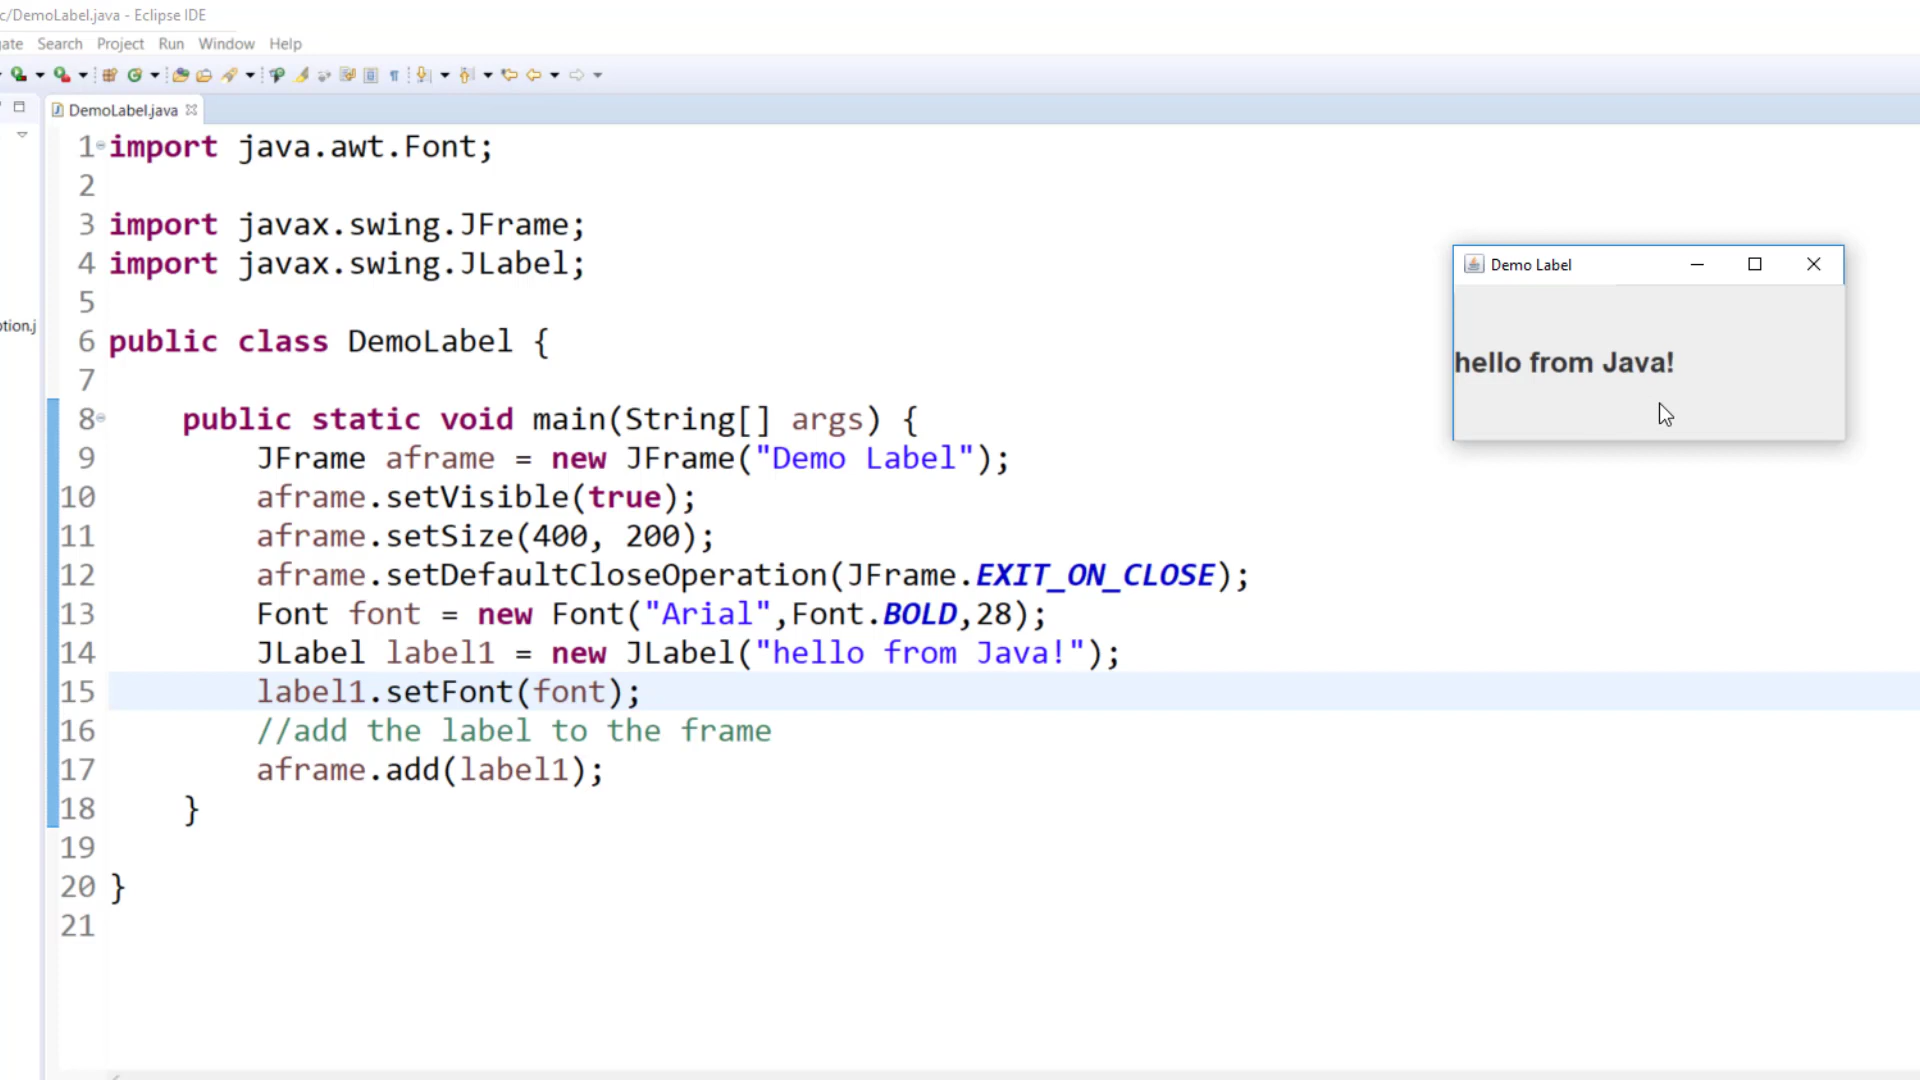 c/DemoLabel.java - Eclipse IDE
gate Search Project Run Window Help
DemoLabel.java
1 import java.awt.Font;
2
3 import javax.swing.JFrame;
4 import javax.swing.JLabel;
5
6 public class DemoLabel {
7
8 public static void main(String[] args) {
9 JFrame aframe = new JFrame("Demo Label");
10 aframe.setVisible(true);
11 aframe.setSize(400, 200);
12 aframe.setDefaultCloseOperation(JFrame.EXIT_ON_CLOSE);
13 Font font = new Font("Arial",Font.BOLD,28);
14 JLabel label1 = new JLabel("hello from Java!");
15 label1.setFont(font);
16 //add the label to the frame
17 aframe.add(label1);
18 }
19
20 }
21
ption.j
Demo Label
hello from Java!